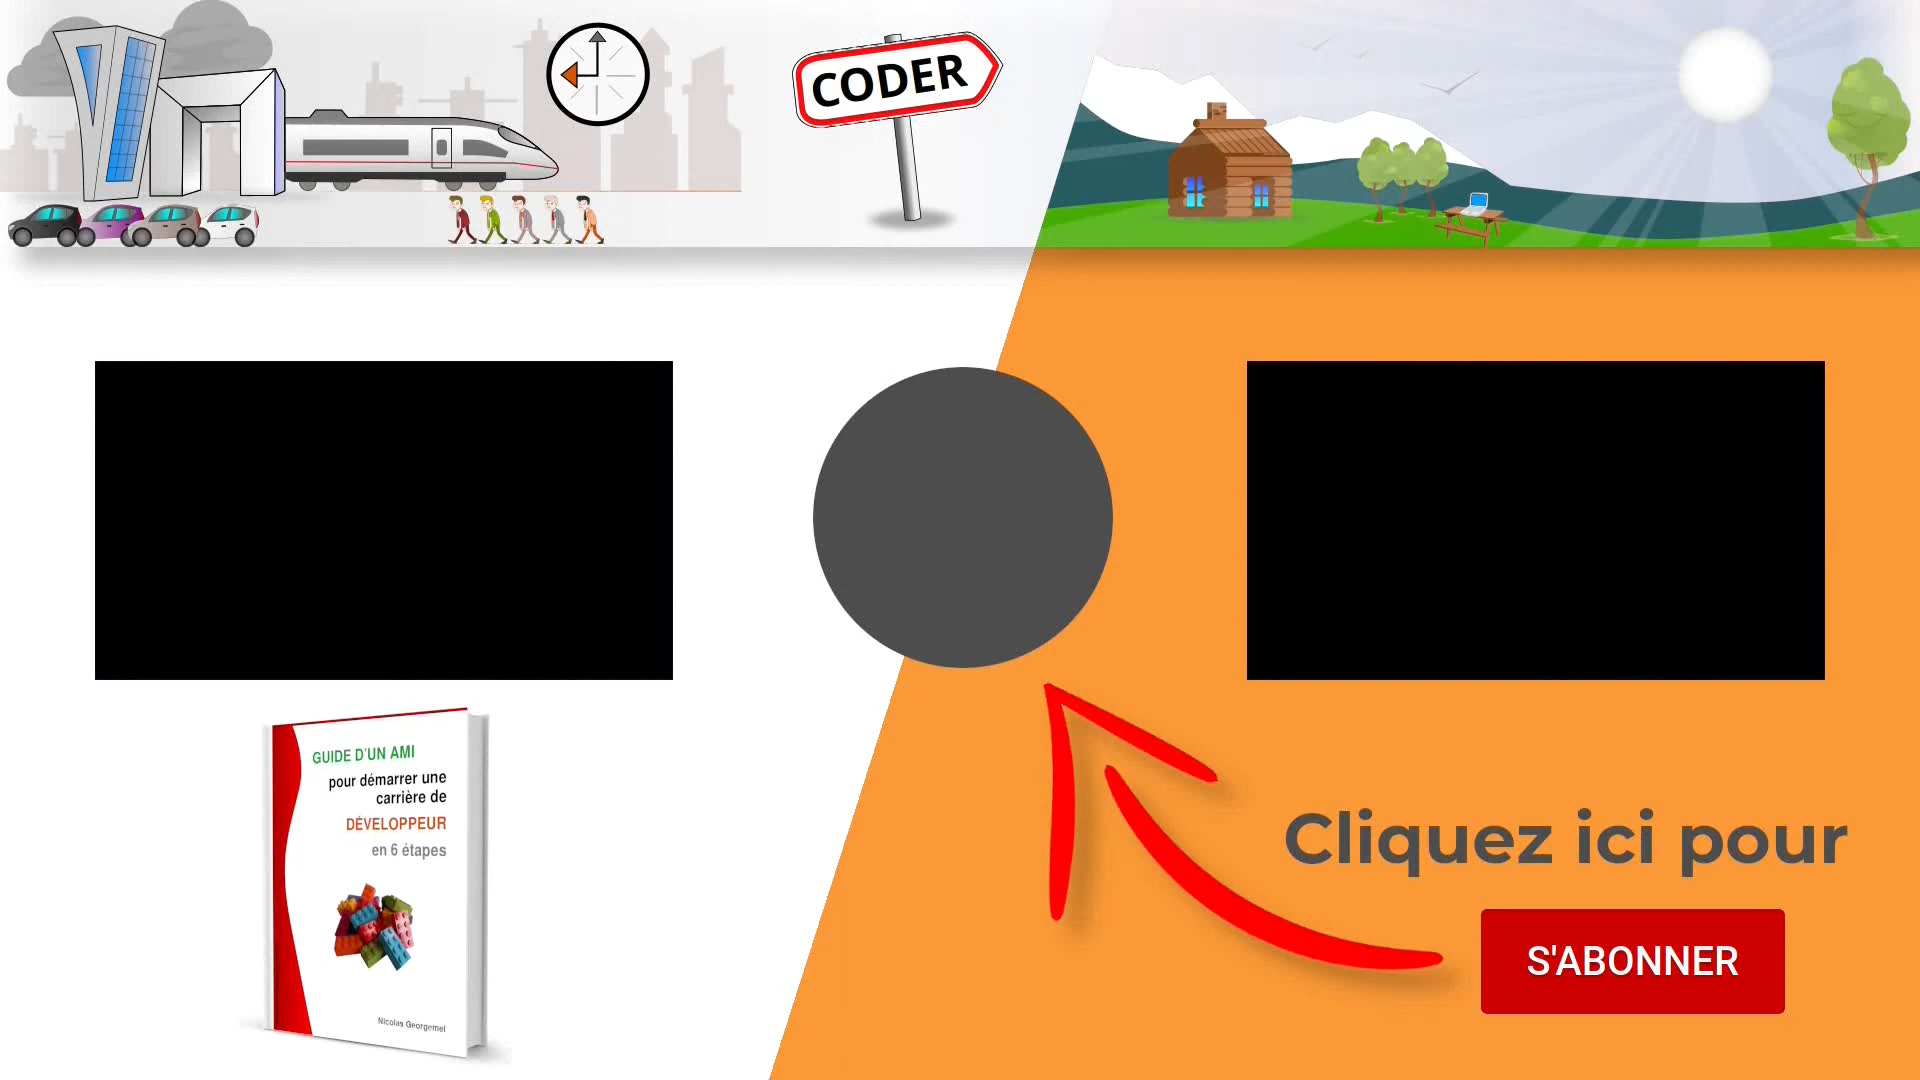 CODER
GUIDE D'UN AMI
pour démarrer une
carrière de
DÉVELOPPEUR
en 6 étapes
Nicolas Georgemel
Cliquez ici pour
S'ABONNER